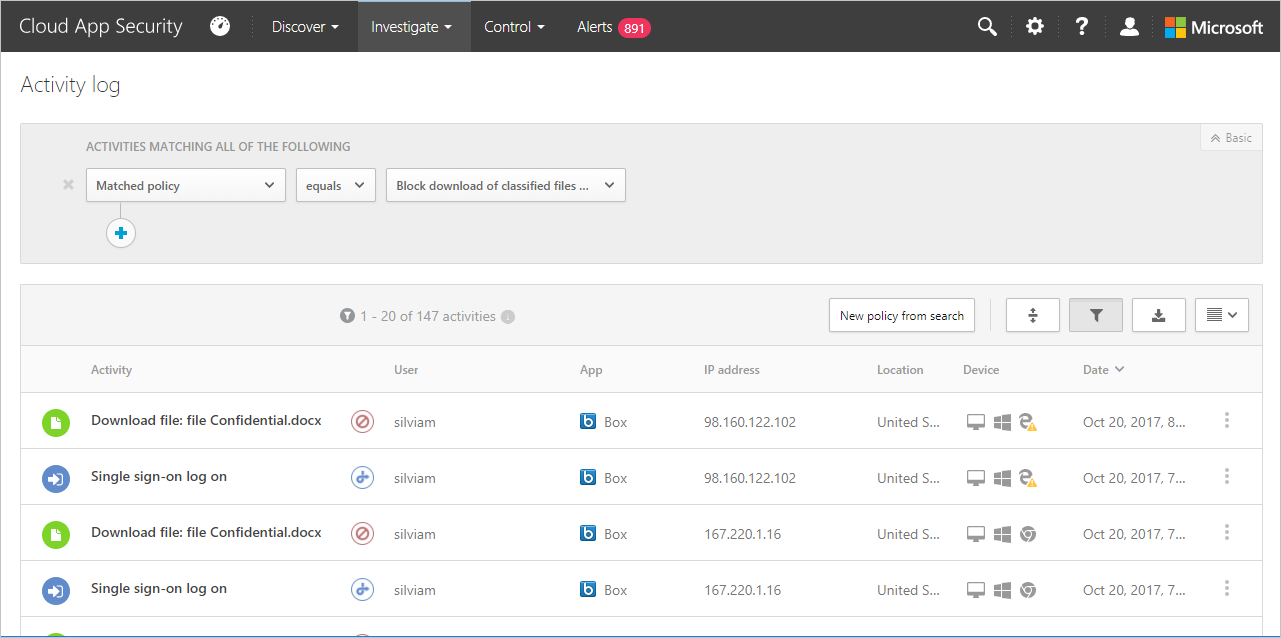 Cloud App Security Discover Investigate Control Alerts 891 ? Microsoft
Activity log
Basic
ACTIVITIES MATCHING ALL OF THE FOLLOWING
Matched policy equals Block download of classified files ...
1 - 20 of 147 activities New policy from search
Activity User App IP address Location Device Date
Download file: file Confidential.docx silviam b Box 98.160.122.102 United S... Oct 20, 2017, 8...
Single sign-on log on silviam b Box 98.160.122.102 United S... Oct 20, 2017, 7...
Download file: file Confidential.docx silviam b Box 167.220.1.16 United S... Oct 20, 2017, 7...
Single sign-on log on silviam b Box 167.220.1.16 United S... Oct 20, 2017, 7...